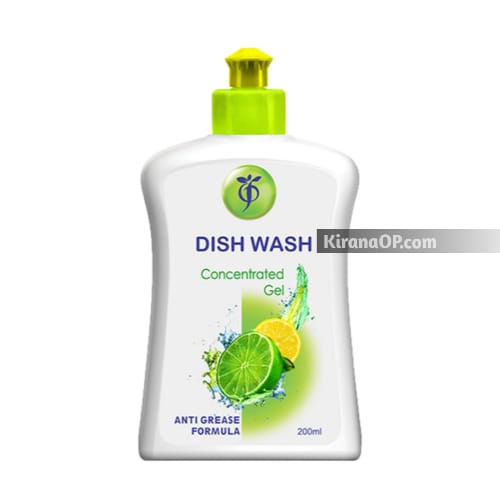 DISH WASH
KiranaOP.com
Concentrated
Gel
ANTI GREASE
FORMULA
200ml